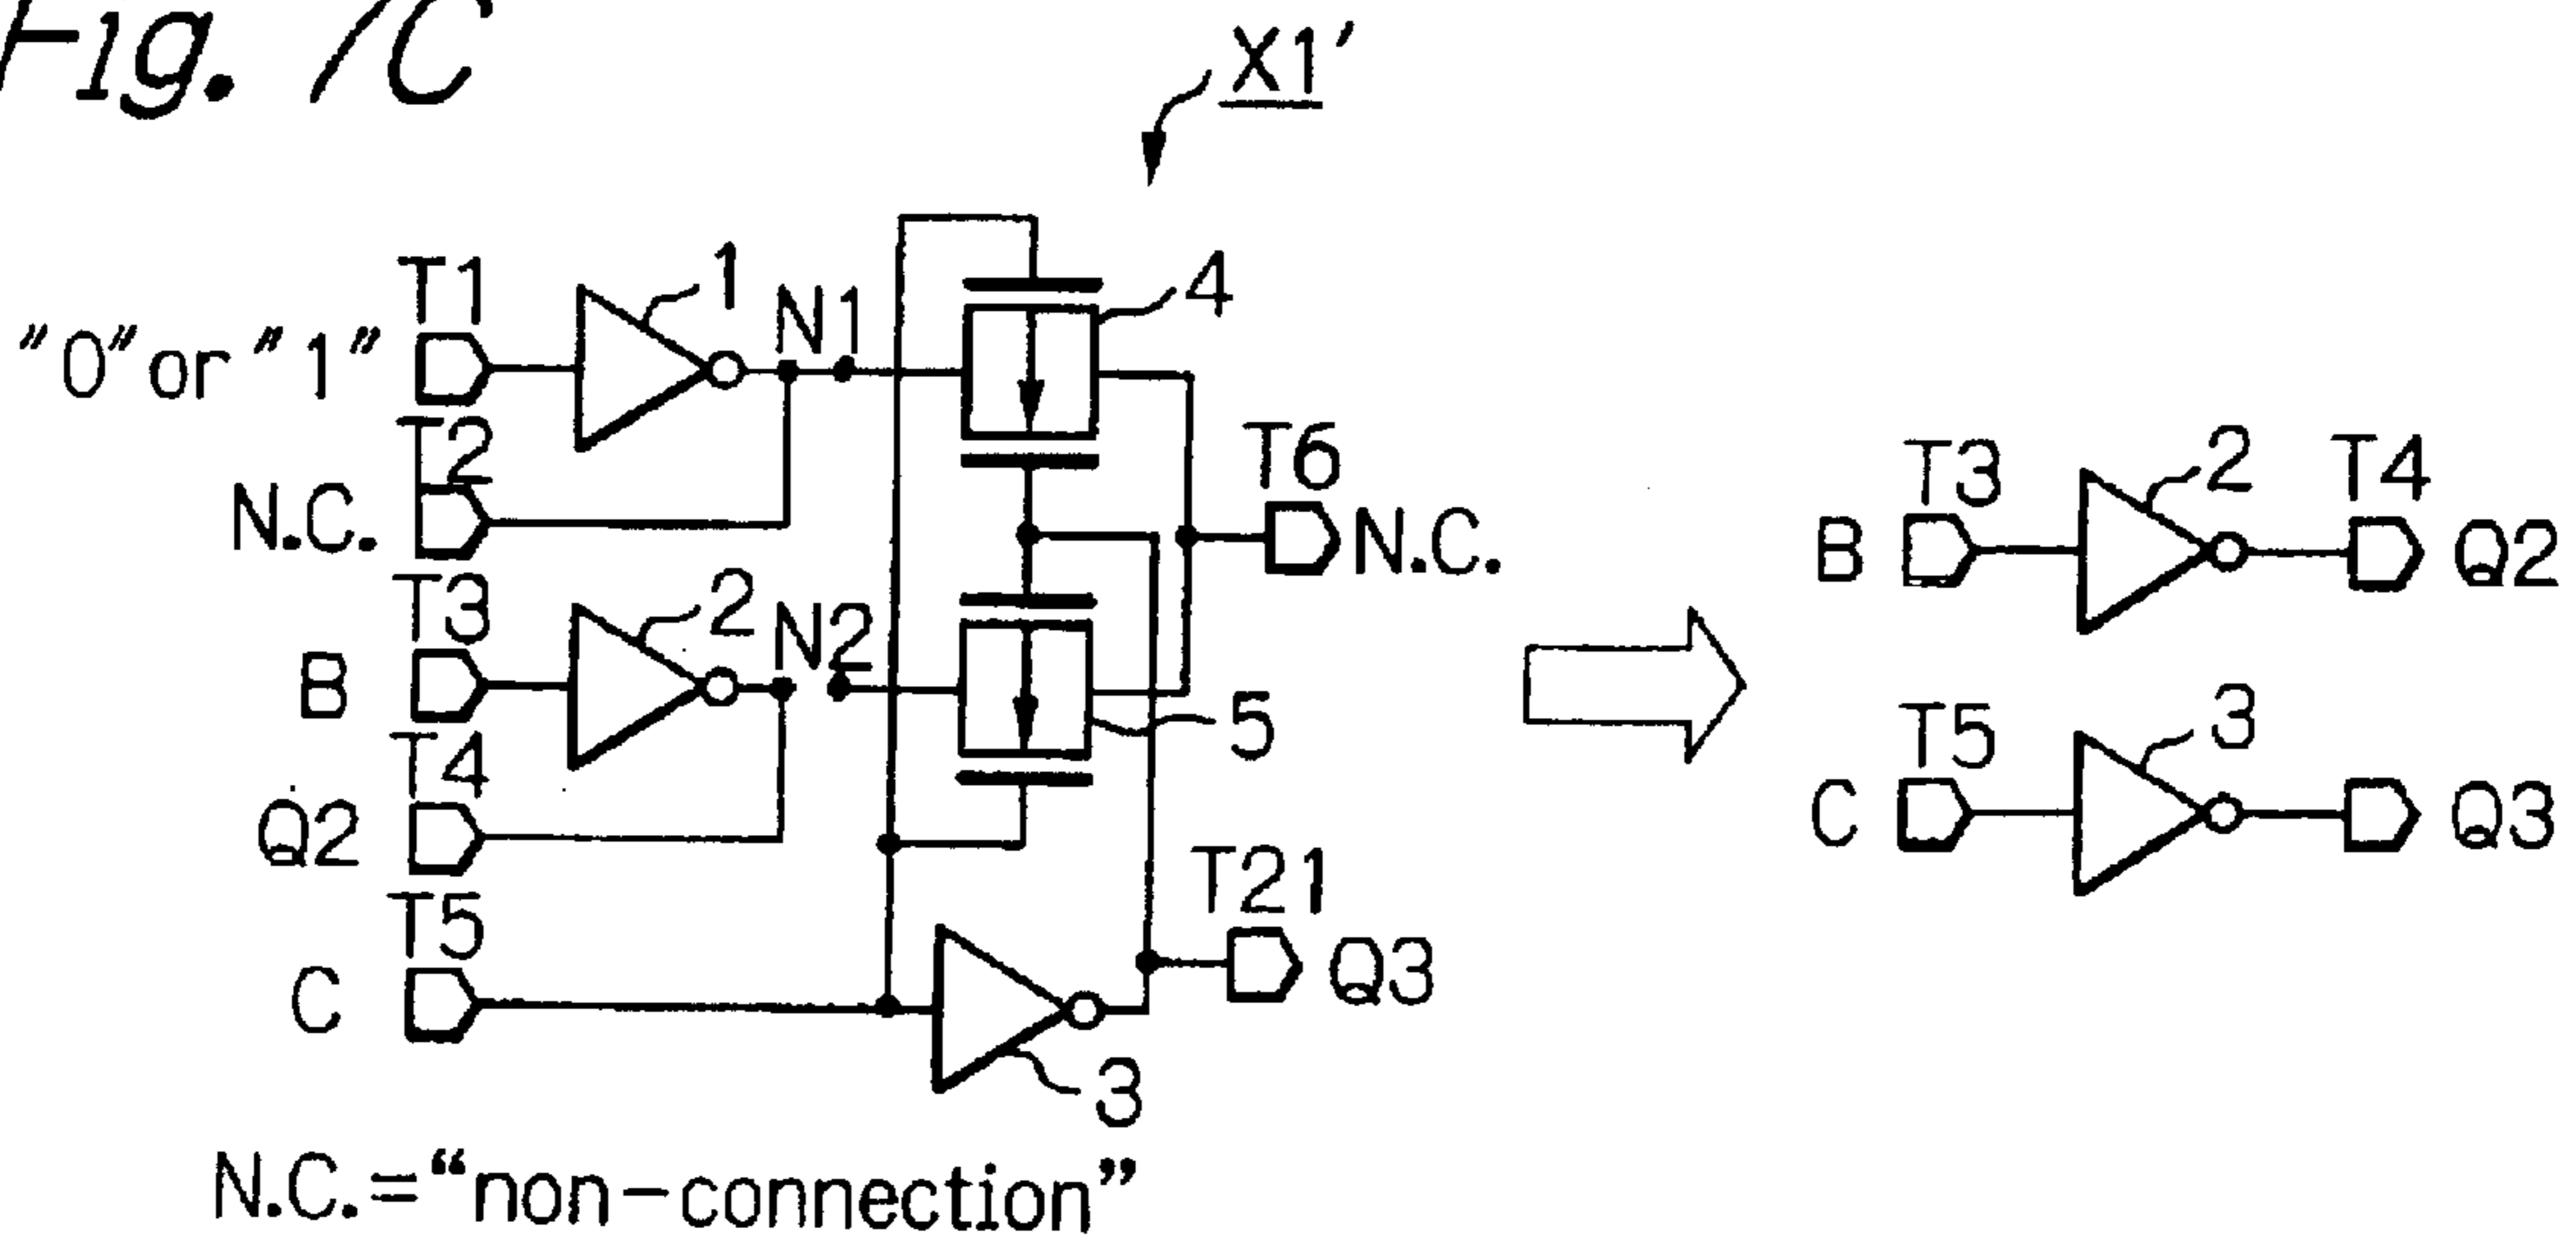 Fig. 7C
X1'
T1
1
N1
4
"0" or "1"
T2
T6
N.C.
N.C.
T3
2
N2
B
5
T4
Q2
T5
T21
C
Q3
3
T3
2
T4
B
Q2
T5
3
C
Q3
N.C.="non-connection"